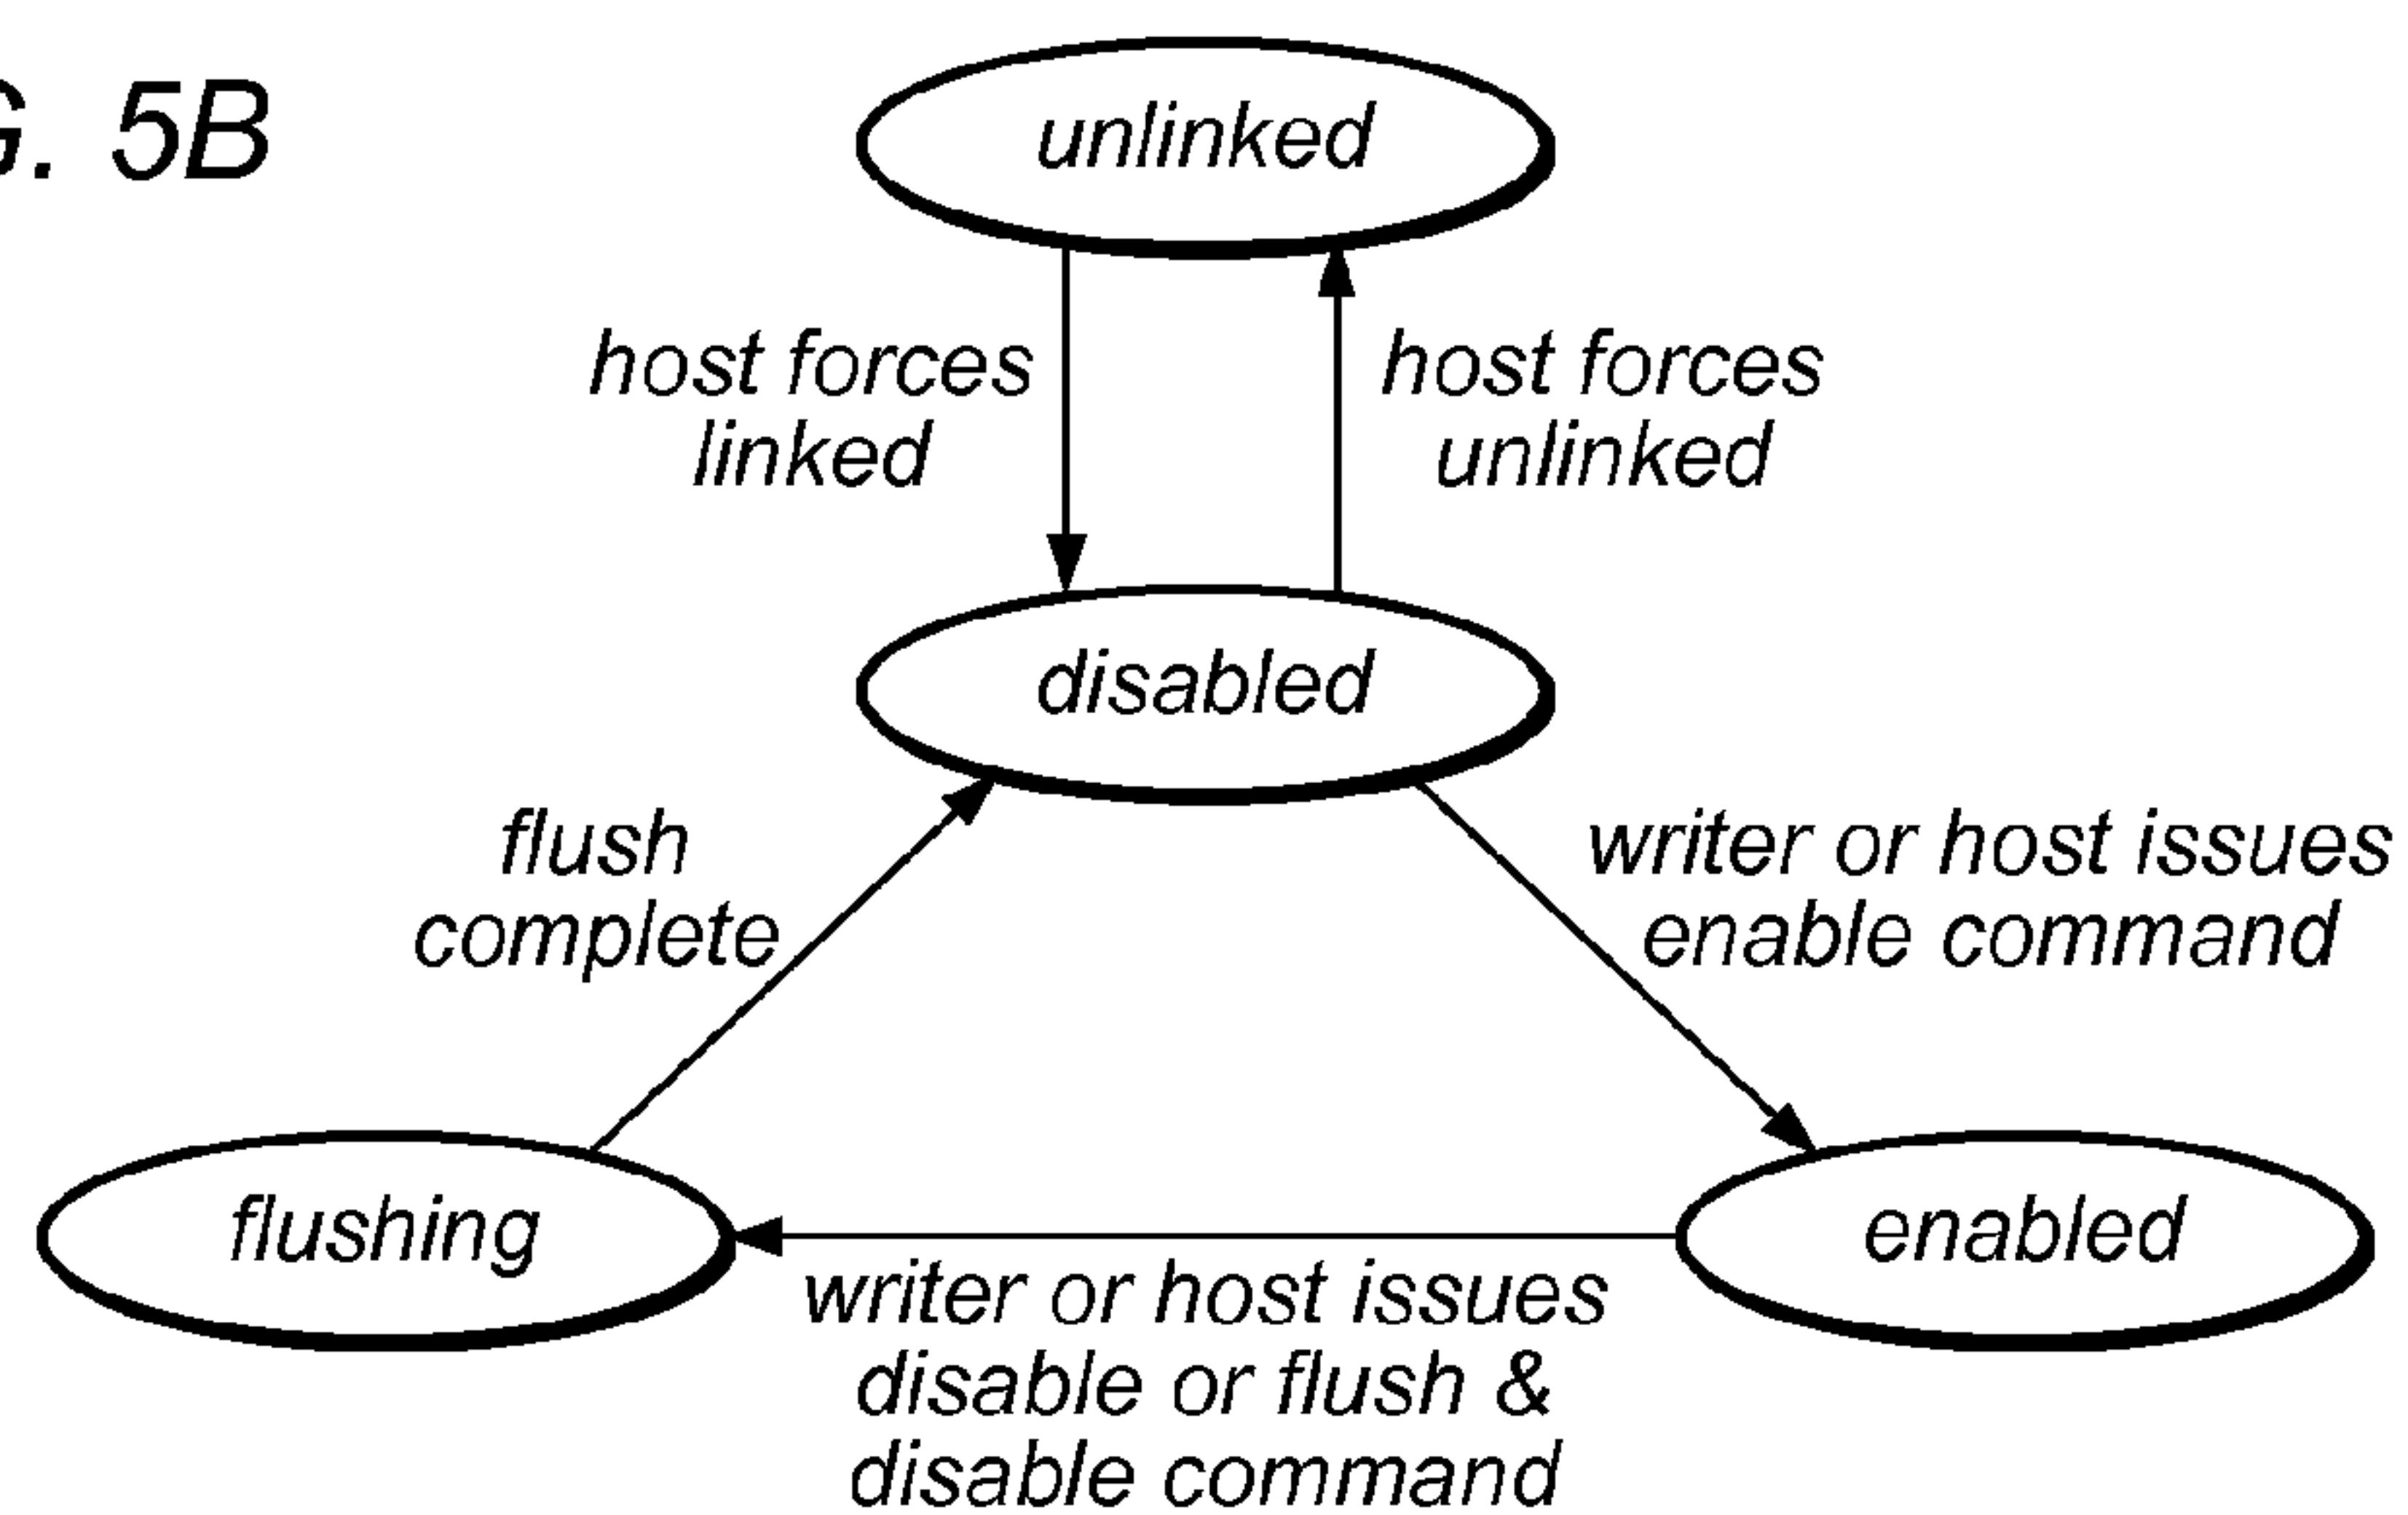 G. 5B
unlinked
host forces
linked
host forces
unlinked
disabled
flush
complete
writer or host issues
enable command
flushing
enabled
writer or host issues
disable or flush &
disable command